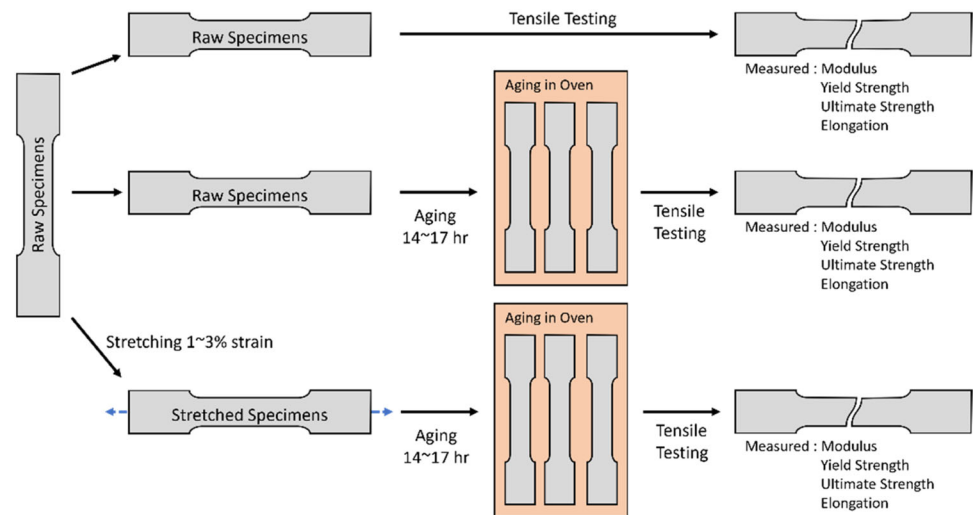 Raw Specimens
Raw Specimens
Tensile Testing
Measured : Modulus
Yield Strength
Ultimate Strength
Elongation
Raw Specimens
Aging
14~17 hr
Aging in Oven
Tensile
Testing
Measured : Modulus
Yield Strength
Ultimate Strength
Elongation
Stretching 1~3% strain
Stretched Specimens
Aging
14~17 hr
Aging in Oven
Tensile
Testing
Measured : Modulus
Yield Strength
Ultimate Strength
Elongation